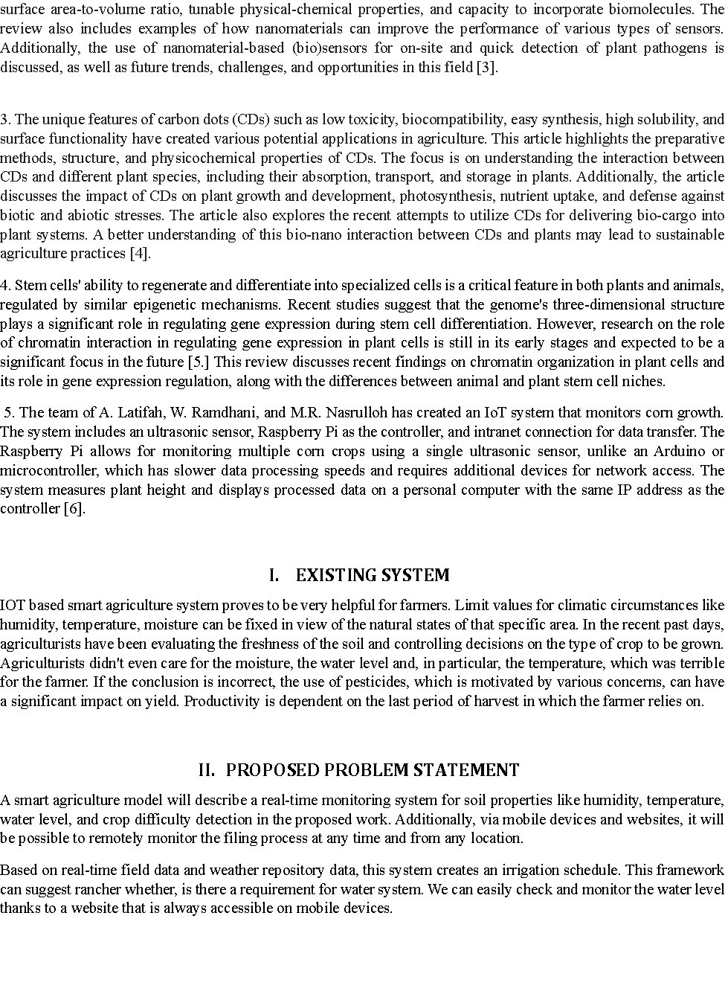 surface area-to-volume ratio, tunable physical-chemical properties, and capacity to incorporate biomolecules. The
review also includes examples of how nanomaterials can improve the performance of various types of sensors.
Additionally, the use of nanomaterial-based (bio)sensors for on-site and quick detection of plant pathogens is
discussed, as well as future trends, challenges, and opportunities in this field [3].
3. The unique features of carbon dots (CDs) such as low toxicity, biocompatibility, easy synthesis, high solubility, and
surface functionality have created various potential applications in agriculture. This article highlights the preparative
methods, structure, and physicochemical properties of CDs. The focus is on understanding the interaction between
CDs and different plant species, including their absorption, transport, and storage in plants. Additionally, the article
discusses the impact of CDs on plant growth and development, photosynthesis, nutrient uptake, and defense against
biotic and abiotic stresses. The article also explores the recent attempts to utilize CDs for delivering bio-cargo into
plant systems. A better understanding of this bio-nano interaction between CDs and plants may lead to sustainable
agriculture practices [4].
4. Stem cells' ability to regenerate and differentiate into specialized cells is a critical feature in both plants and animals,
regulated by similar epigenetic mechanisms. Recent studies suggest that the genome's three-dimensional structure
plays a significant role in regulating gene expression during stem cell differentiation. However, research on the role
of chromatin interaction in regulating gene expression in plant cells is still in its early stages and expected to be a
significant focus in the future [5.] This review discusses recent findings on chromatin organization in plant cells and
its role in gene expression regulation, along with the differences between animal and plant stem cell niches.
5. The team of A. Latifah, W. Ramdhani, and M.R. Nasrulloh has created an IoT system that monitors corn growth.
The system includes an ultrasonic sensor, Raspberry Pi as the controller, and intranet connection for data transfer. The
Raspberry Pi allows for monitoring multiple corn crops using a single ultrasonic sensor, unlike an Arduino or
microcontroller, which has slower data processing speeds and requires additional devices for network access. The
system measures plant height and displays processed data on a personal computer with the same IP address as the
controller [6].
I. EXISTING SYSTEM
IOT based smart agriculture system proves to be very helpful for farmers. Limit values for climatic circumstances like
humidity, temperature, moisture can be fixed in view of the natural states of that specific area. In the recent past days,
agriculturists have been evaluating the freshness of the soil and controlling decisions on the type of crop to be grown.
Agriculturists didn't even care for the moisture, the water level and, in particular, the temperature, which was terrible
for the farmer. If the conclusion is incorrect, the use of pesticides, which is motivated by various concerns, can have
a significant impact on yield. Productivity is dependent on the last period of harvest in which the farmer relies on.
II. PROPOSED PROBLEM STATEMENT
A smart agriculture model will describe a real-time monitoring system for soil properties like humidity, temperature,
water level, and crop difficulty detection in the proposed work. Additionally, via mobile devices and websites, it will
be possible to remotely monitor the filing process at any time and from any location.
Based on real-time field data and weather repository data, this system creates an irrigation schedule. This framework
can suggest rancher whether, is there a requirement for water system. We can easily check and monitor the water level
thanks to a website that is always accessible on mobile devices.